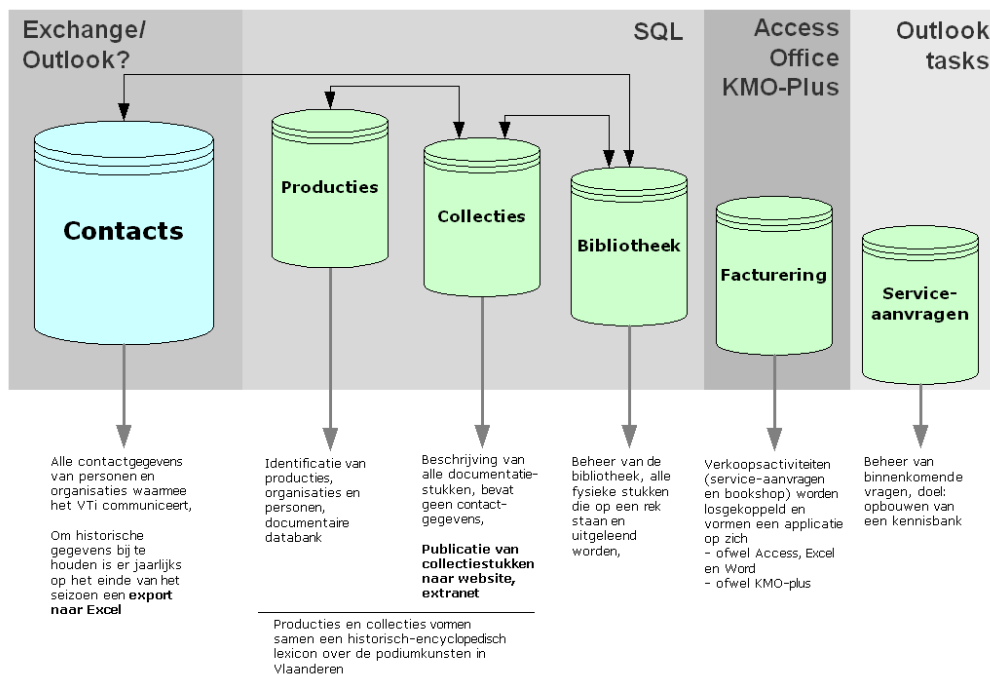 Exchange/
Outlook?
SQL
Access
Office
KMO-Plus
Outlook
tasks
Contacts
Producties
Collecties
Bibliotheek
Facturering
Service-
aanvragen
Alle contactgegevens
van personen en
organisaties waarmee
het VTi communiceert,
Om historische
gegevens bij te
houden is er jaarlijks
op het einde van het
seizoen een export
naar Excel
Identificatie van
producties,
organisaties en
personen,
documentaire
databank
Beschrijving van
alle documentatie-
stukken, bevat
geen contact-
gegevens,
Publicatie van
collectiestukken
naar website,
extranet
Producties en collecties vormen
samen een historisch-encyclopedisch
lexicon over de podiumkunsten in
Vlaanderen
Beheer van de
bibliotheek, alle
fysieke stukken
die op een rek
staan en
uitgeleend
worden,
Verkoopsactiviteiten
(service-aanvragen
en bookshop) worden
losgekoppeld en
vormen een applicatie
op zich
- ofwel Access, Excel
en Word
- ofwel KMO-plus
Beheer van
binnenkomende
vragen, doel:
opbouwen van
een kennisbank